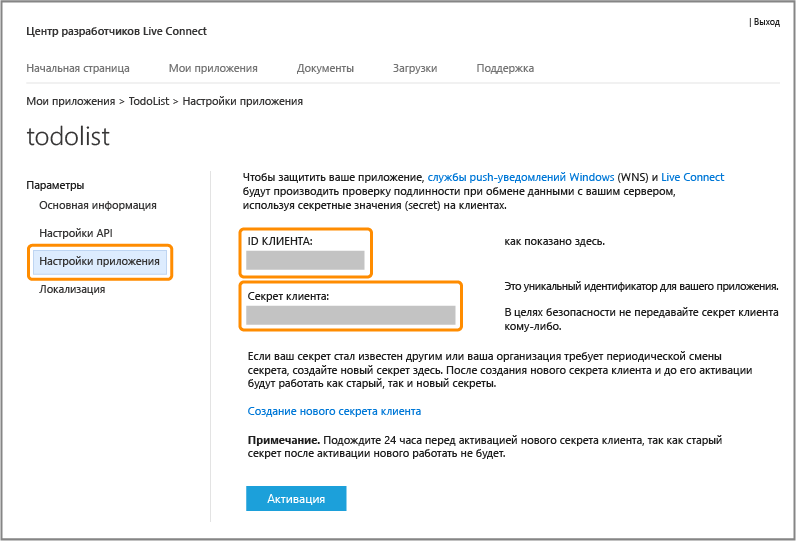 | Выход
Центр разработчиков Live Connect
Начальная страница Мои приложения Документы Загрузки Поддержка
Мои приложения > TodoList > Настройки приложения
todolist
Параметры
Основная информация
Настройки API
Настройки приложения
Локализация
Чтобы защитить ваше приложение, службы push-уведомлений Windows (WNS) и Live Connect
будут производить проверку подлинности при обмене данными с вашим сервером,
используя секретные значения (secret) на клиентах.
ID КЛИЕНТА:
как показано здесь.
Секрет клиента:
Это уникальный идентификатор для вашего приложения.
В целях безопасности не передавайте секрет клиента
кому-либо.
Если ваш секрет стал известен другим или ваша организация требует периодической смены
секрета, создайте новый секрет здесь. После создания нового секрета клиента и до его активации
будут работать как старый, так и новый секреты.
Создание нового секрета клиента
Примечание. Подождите 24 часа перед активацией нового секрета клиента, так как старый
секрет после активации нового работать не будет.
Активация